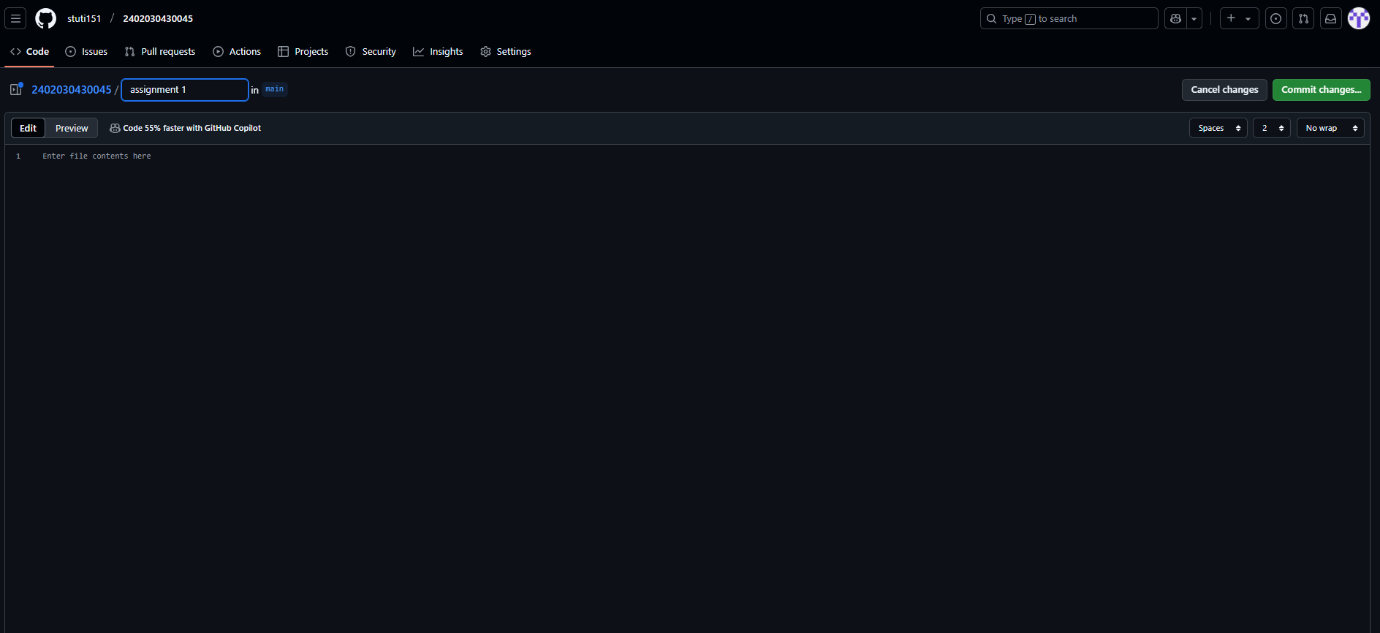 stuti151 / 2402030430045 Type / to search
Code Issues Pull requests Actions Projects Security Insights Settings
2402030430045 / assignment 1 in main Cancel changes Commit changes...
Edit Preview Code 55% faster with GitHub Copilot Spaces 2 No wrap
1 Enter file contents here